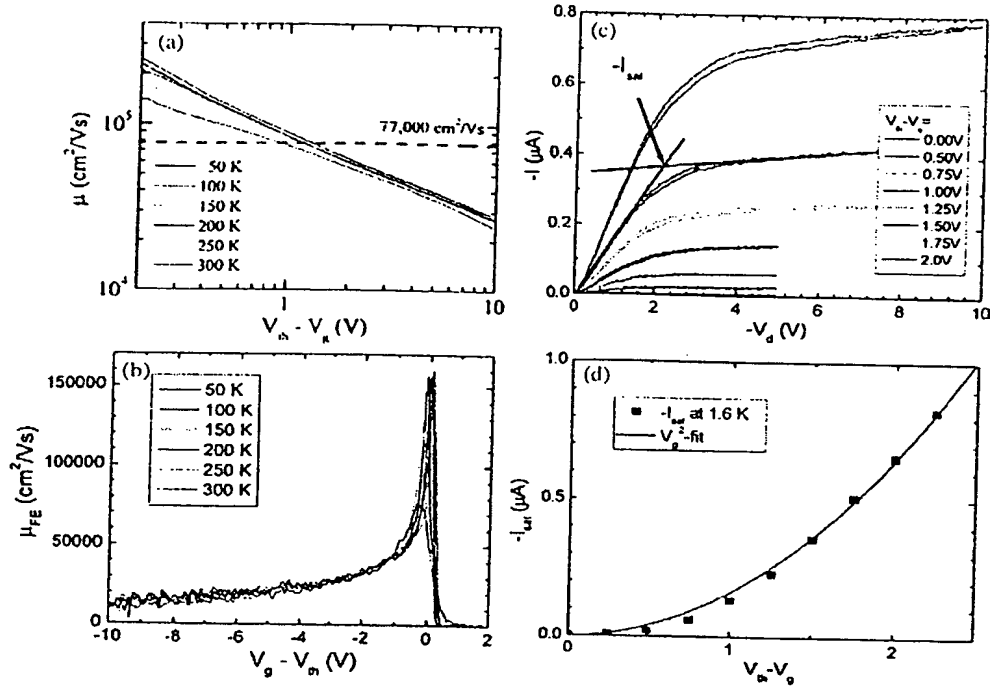 (a)
μ (cm²/Vs)
10⁵
10⁴
77,000 cm²/Vs
50 K
100 K
150 K
200 K
250 K
300 K
1
10
V_th - V_g (V)
(b)
μ_FE (cm²/Vs)
150000
100000
50000
0
50 K
100 K
150 K
200 K
250 K
300 K
-10 -8 -6 -4 -2 0 2
V_g - V_th (V)
(c)
-I (μA)
0.8
0.6
0.4
0.2
0.0
-I_sat
0.00V
0.50V
0.75V
1.00V
1.25V
1.50V
1.75V
2.0V
0 2 4 6 8 10
-V_d (V)
(d)
-I_sat (μA)
1.0
0.5
0.0
-I_sat at 1.6 K
V_g²-fit
0 1 2
V_th-V_g